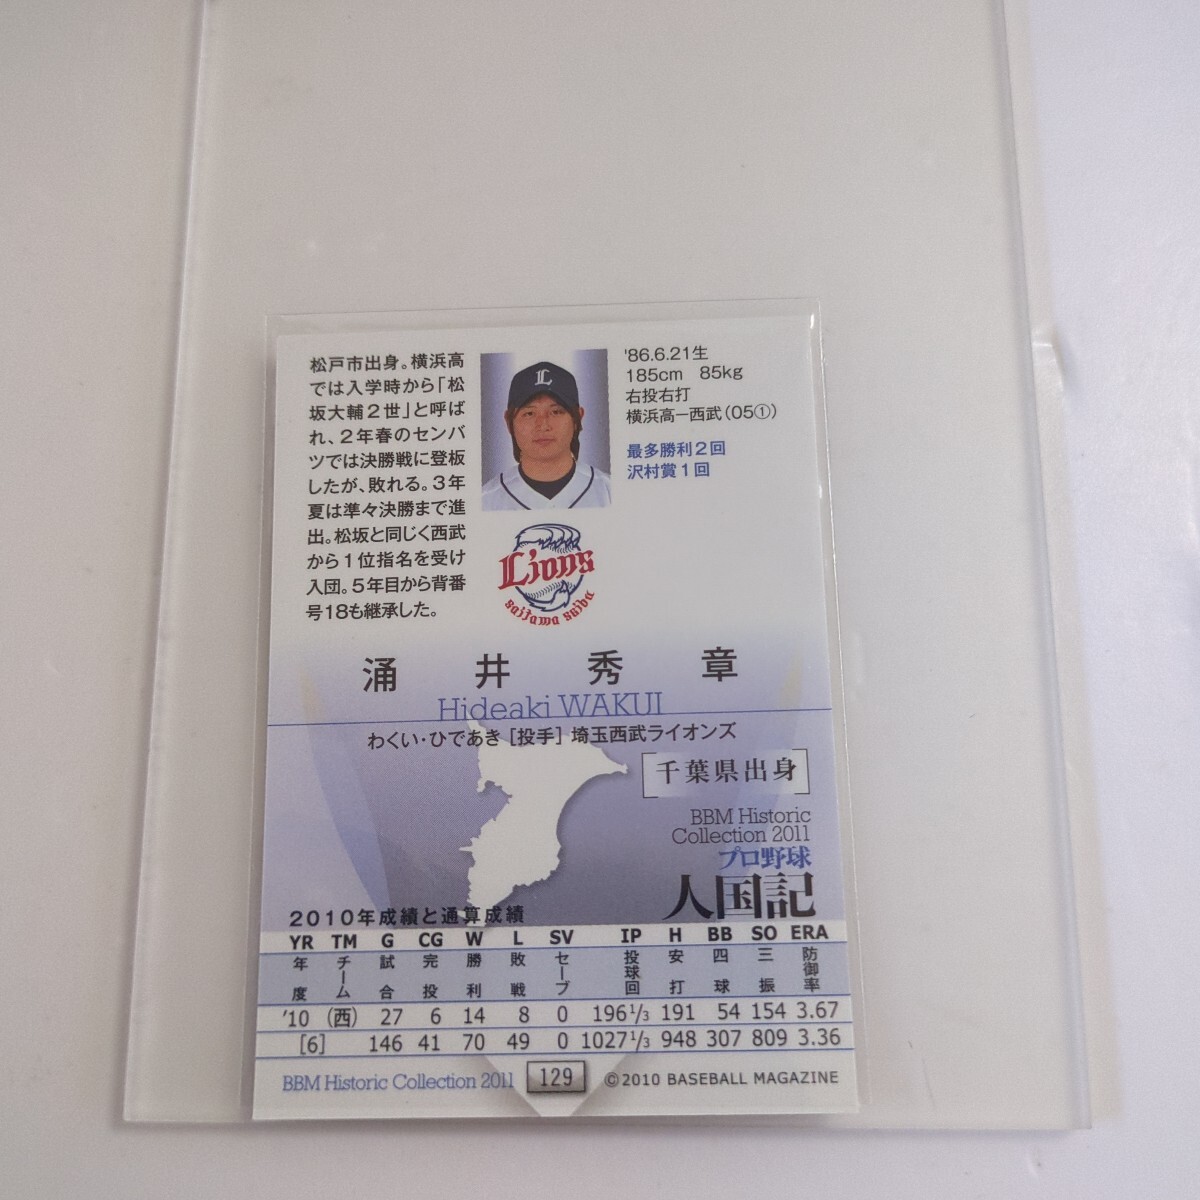 松戸市出身。横浜高
では入学時から「松
坂大輔2世」と呼ば
れ、2年春のセンバ
ツでは決勝戦に登板
したが、敗れる。3年
夏は準々決勝まで進
出。松坂と同じく西武
から1位指名を受け
入団。5年目から背番
号18も継承した。
L
'86.6.21生
185cm 85kg
右投右打
横浜高－西武(05①)
最多勝利2回
沢村賞1回
Lions
saitama seibu
涌井秀章
Hideaki WAKUI
わくい・ひであき [投手] 埼玉西武ライオンズ
千葉県出身
BBM Historic
Collection 2011
プロ野球
人国記
2010年成績と通算成績
YR TM G CG W L SV IP H BB SO ERA
年度 チーム 試合 完投 勝利 敗戦 セーブ 投球回 安打 四球 三振 防御率
'10 (西) 27 6 14 8 0 196 1/3 191 54 154 3.67
[6] 146 41 70 49 0 1027 1/3 948 307 809 3.36
BBM Historic Collection 2011 129 ©2010 BASEBALL MAGAZINE